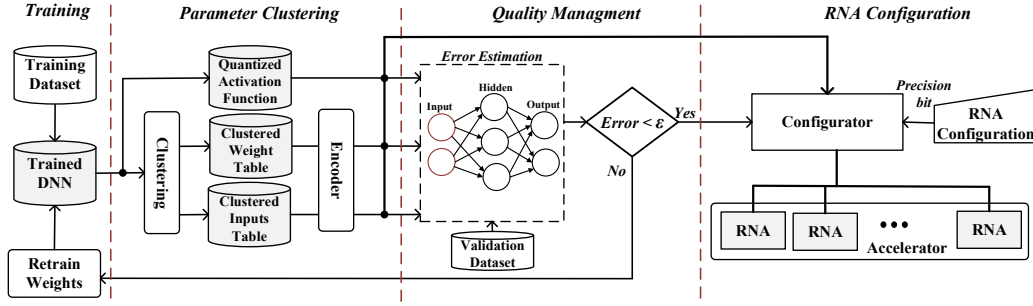 Training
Parameter Clustering
Quality Managment
RNA Configuration
Training
Dataset
Trained
DNN
Retrain
Weights
Clustering
Quantized
Activation
Function
Clustered
Weight
Table
Clustered
Inputs
Table
Encoder
Error Estimation
Input
Hidden
Output
Validation
Dataset
Error < ε
Yes
No
Configurator
Precision
bit
RNA
Configuration
RNA
RNA
•••
RNA
Accelerator